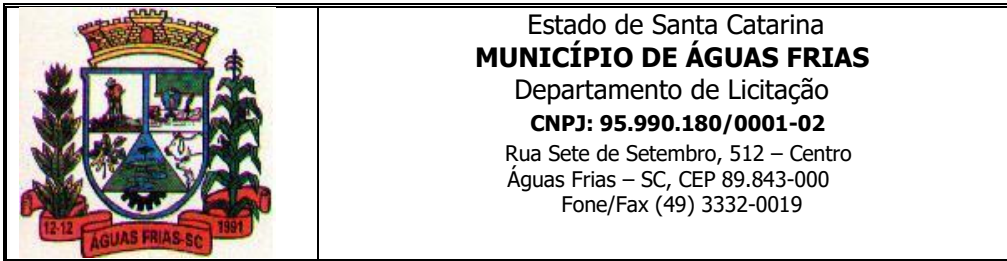 12-12
ÁGUAS FRIAS-SC
1991
Estado de Santa Catarina
MUNICÍPIO DE ÁGUAS FRIAS
Departamento de Licitação
CNPJ: 95.990.180/0001-02
Rua Sete de Setembro, 512 – Centro
Águas Frias – SC, CEP 89.843-000
Fone/Fax (49) 3332-0019